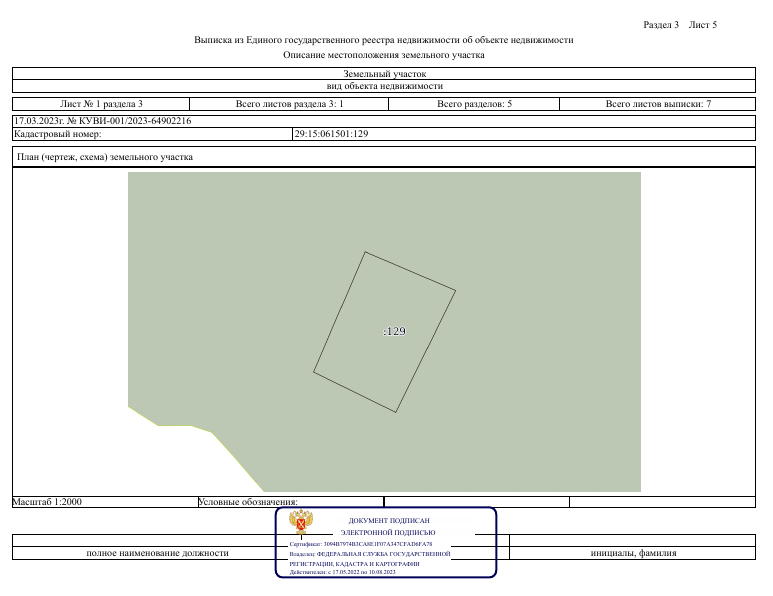 Раздел 3 Лист 5
Выписка из Единого государственного реестра недвижимости об объекте недвижимости
Описание местоположения земельного участка
Земельный участок
вид объекта недвижимости
Лист № 1 раздела 3 Всего листов раздела 3: 1 Всего разделов: 5 Всего листов выписки: 7
17.03.2023г. № КУВИ-001/2023-64902216
Кадастровый номер: 29:15:061501:129
План (чертеж, схема) земельного участка
:129
Масштаб 1:2000 Условные обозначения:
ДОКУМЕНТ ПОДПИСАН
ЭЛЕКТРОННОЙ ПОДПИСЬЮ
Сертификат:
Владелец: ФЕДЕРАЛЬНАЯ СЛУЖБА ГОСУДАРСТВЕННОЙ
РЕГИСТРАЦИИ, КАДАСТРА И КАРТОГРАФИИ
Действителен: с 17.05.2022 по 10.08.2023
полное наименование должности инициалы, фамилия